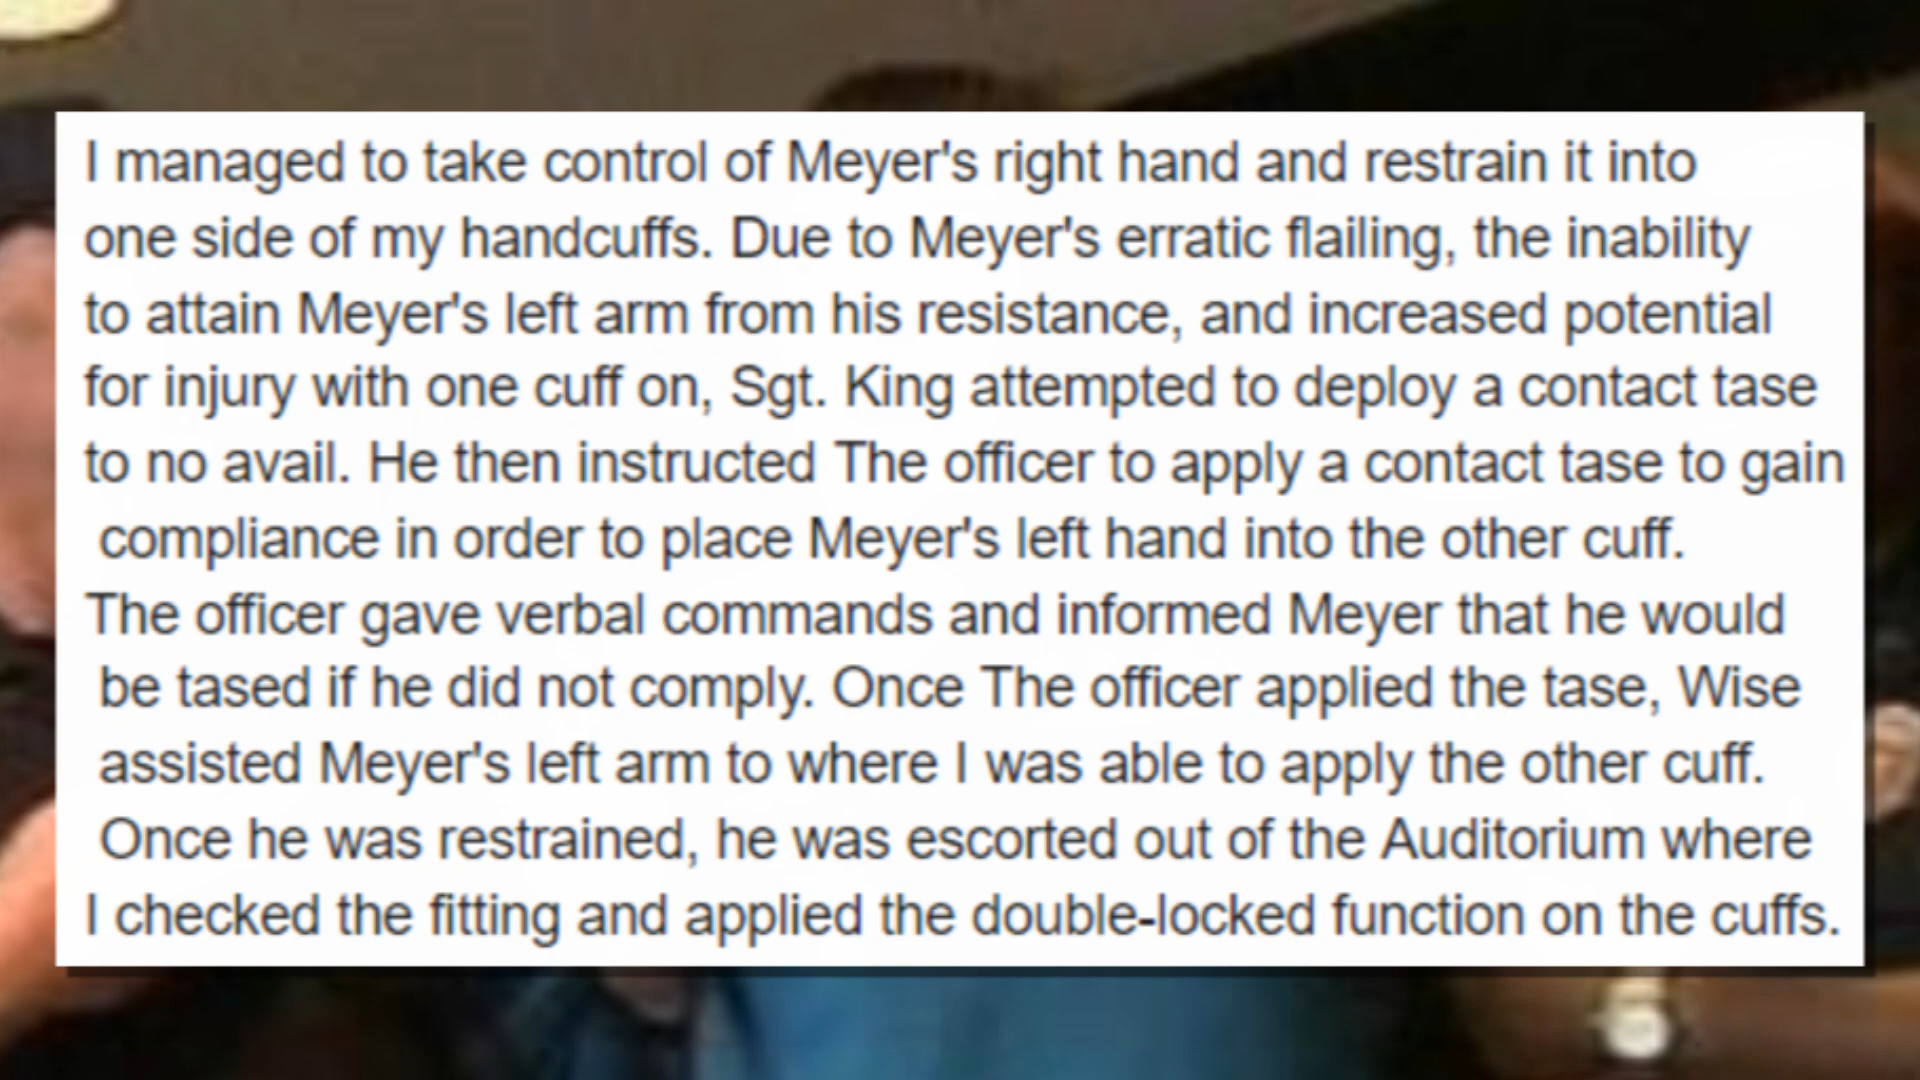 I managed to take control of Meyer's right hand and restrain it into
one side of my handcuffs. Due to Meyer's erratic flailing, the inability
to attain Meyer's left arm from his resistance, and increased potential
for injury with one cuff on, Sgt. King attempted to deploy a contact tase
to no avail. He then instructed The officer to apply a contact tase to gain
compliance in order to place Meyer's left hand into the other cuff.
The officer gave verbal commands and informed Meyer that he would
be tased if he did not comply. Once The officer applied the tase, Wise
assisted Meyer's left arm to where I was able to apply the other cuff.
Once he was restrained, he was escorted out of the Auditorium where
I checked the fitting and applied the double-locked function on the cuffs.